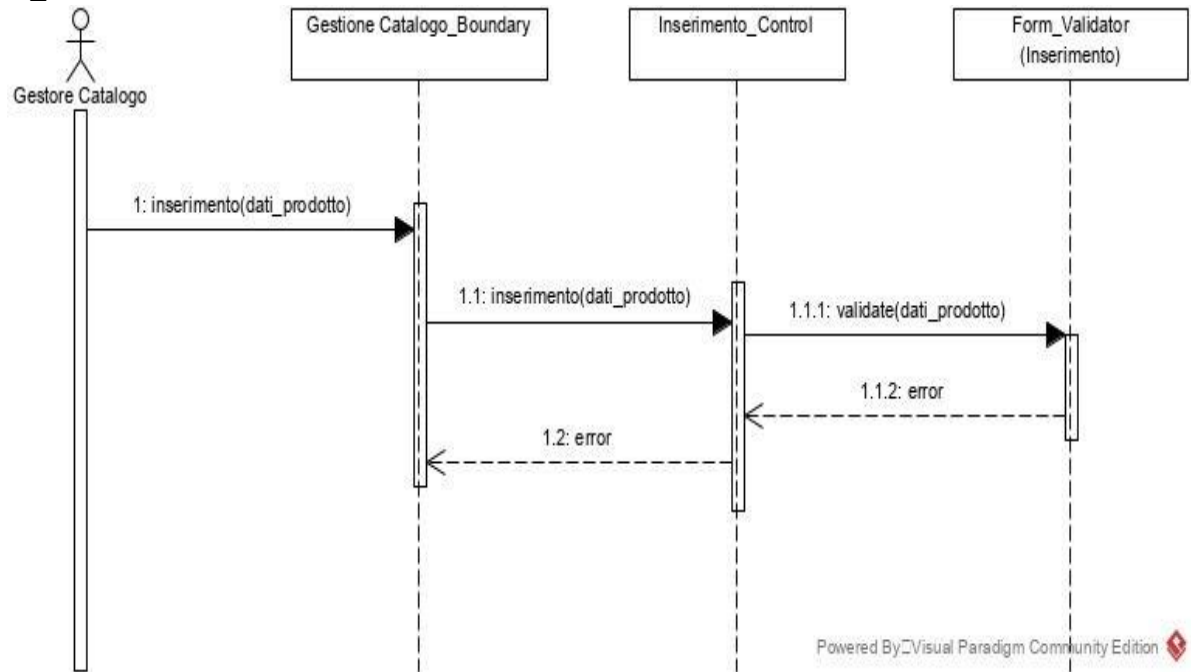 Gestione Catalogo_Boundary
Inserimento_Control
Form_Validator
(Inserimento)
Gestore Catalogo
1: inserimento(dati_prodotto)
1.1: inserimento(dati_prodotto)
1.1.1: validate(dati_prodotto)
1.1.2: error
1.2: error
Powered By Visual Paradigm Community Edition